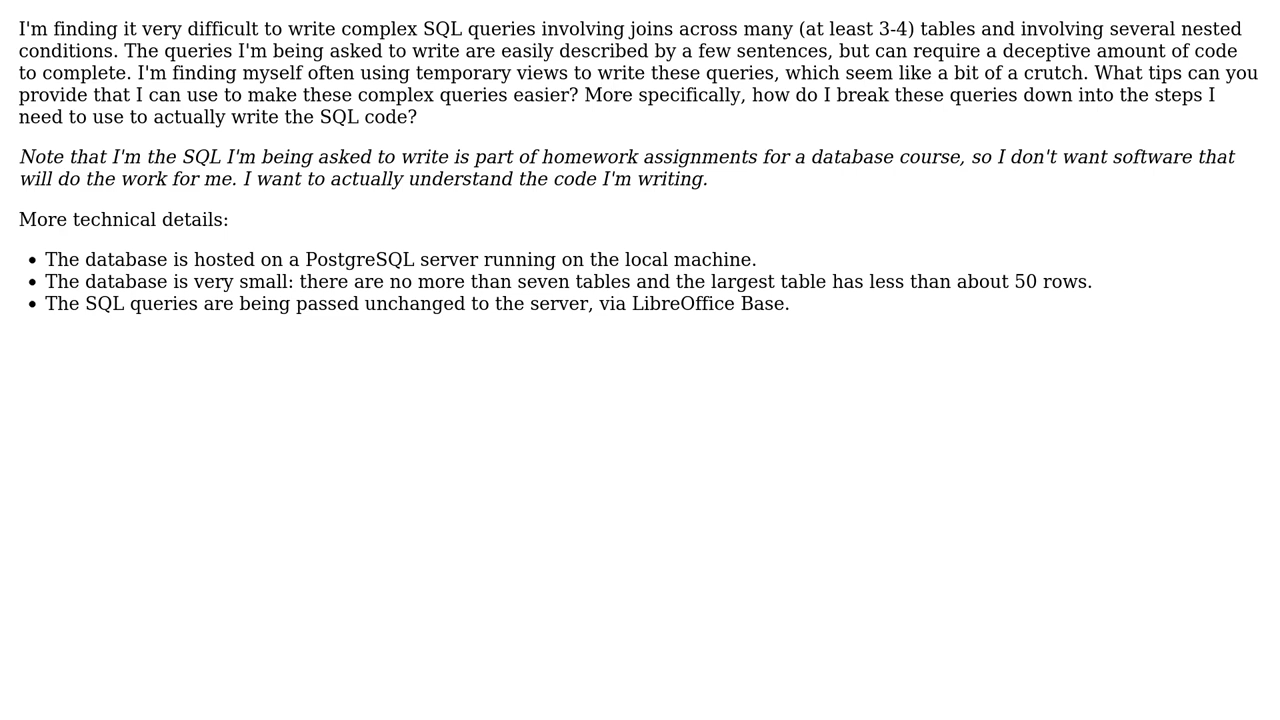 I'm finding it very difficult to write complex SQL queries involving joins across many (at least 3-4) tables and involving several nested
conditions. The queries I'm being asked to write are easily described by a few sentences, but can require a deceptive amount of code
to complete. I'm finding myself often using temporary views to write these queries, which seem like a bit of a crutch. What tips can you
provide that I can use to make these complex queries easier? More specifically, how do I break these queries down into the steps I
need to use to actually write the SQL code?
Note that I'm the SQL I'm being asked to write is part of homework assignments for a database course, so I don't want software that
will do the work for me. I want to actually understand the code I'm writing.
More technical details:
• The database is hosted on a PostgreSQL server running on the local machine.
• The database is very small: there are no more than seven tables and the largest table has less than about 50 rows.
• The SQL queries are being passed unchanged to the server, via LibreOffice Base.